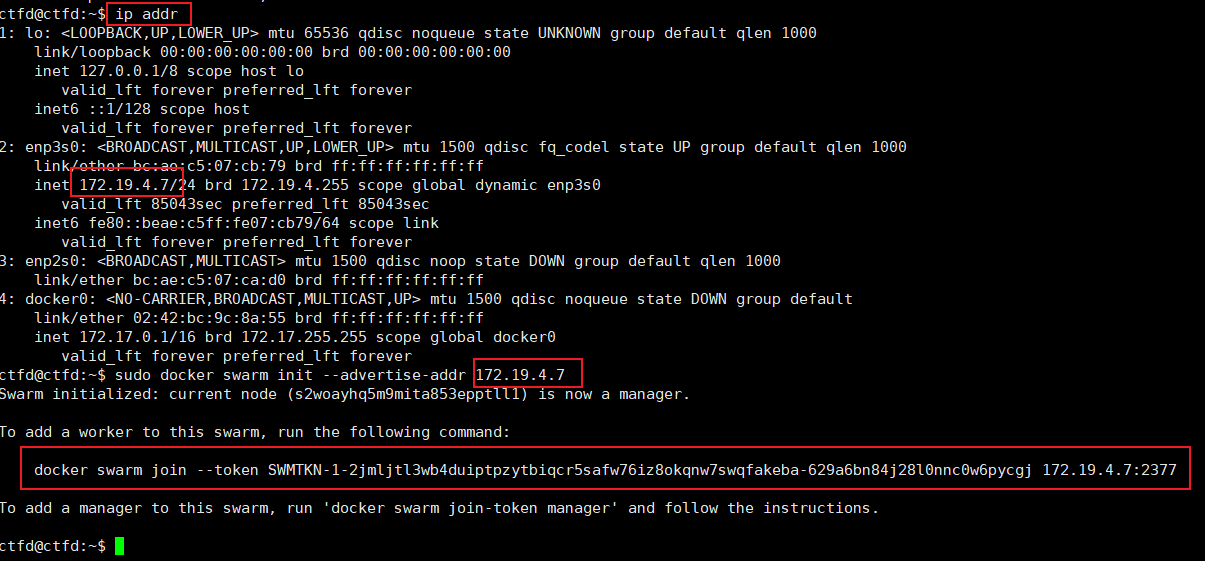 ctfd@ctfd:~$ ip addr
1: lo: <LOOPBACK,UP,LOWER_UP> mtu 65536 qdisc noqueue state UNKNOWN group default qlen 1000
    link/loopback 00:00:00:00:00:00 brd 00:00:00:00:00:00
    inet 127.0.0.1/8 scope host lo
       valid_lft forever preferred_lft forever
    inet6 ::1/128 scope host
       valid_lft forever preferred_lft forever
2: enp3s0: <BROADCAST,MULTICAST,UP,LOWER_UP> mtu 1500 qdisc fq_codel state UP group default qlen 1000
    link/ether bc:ae:c5:07:cb:79 brd ff:ff:ff:ff:ff:ff
    inet 172.19.4.7/24 brd 172.19.4.255 scope global dynamic enp3s0
       valid_lft 85043sec preferred_lft 85043sec
    inet6 fe80::beae:c5ff:fe07:cb79/64 scope link
       valid_lft forever preferred_lft forever
3: enp2s0: <BROADCAST,MULTICAST> mtu 1500 qdisc noop state DOWN group default qlen 1000
    link/ether bc:ae:c5:07:ca:d0 brd ff:ff:ff:ff:ff:ff
4: docker0: <NO-CARRIER,BROADCAST,MULTICAST,UP> mtu 1500 qdisc noqueue state DOWN group default
    link/ether 02:42:bc:9c:8a:55 brd ff:ff:ff:ff:ff:ff
    inet 172.17.0.1/16 brd 172.17.255.255 scope global docker0
       valid_lft forever preferred_lft forever
ctfd@ctfd:~$ sudo docker swarm init --advertise-addr 172.19.4.7
Swarm initialized: current node (s2woayhq5m9mita853epptll1) is now a manager.

To add a worker to this swarm, run the following command:

    docker swarm join --token SWMTKN-1-2jmljtl3wb4duiptpzytbiqcr5safw76iz8okqnw7swqfakeba-629a6bn84j28l0nnc0w6pycgj 172.19.4.7:2377

To add a manager to this swarm, run 'docker swarm join-token manager' and follow the instructions.

ctfd@ctfd:~$